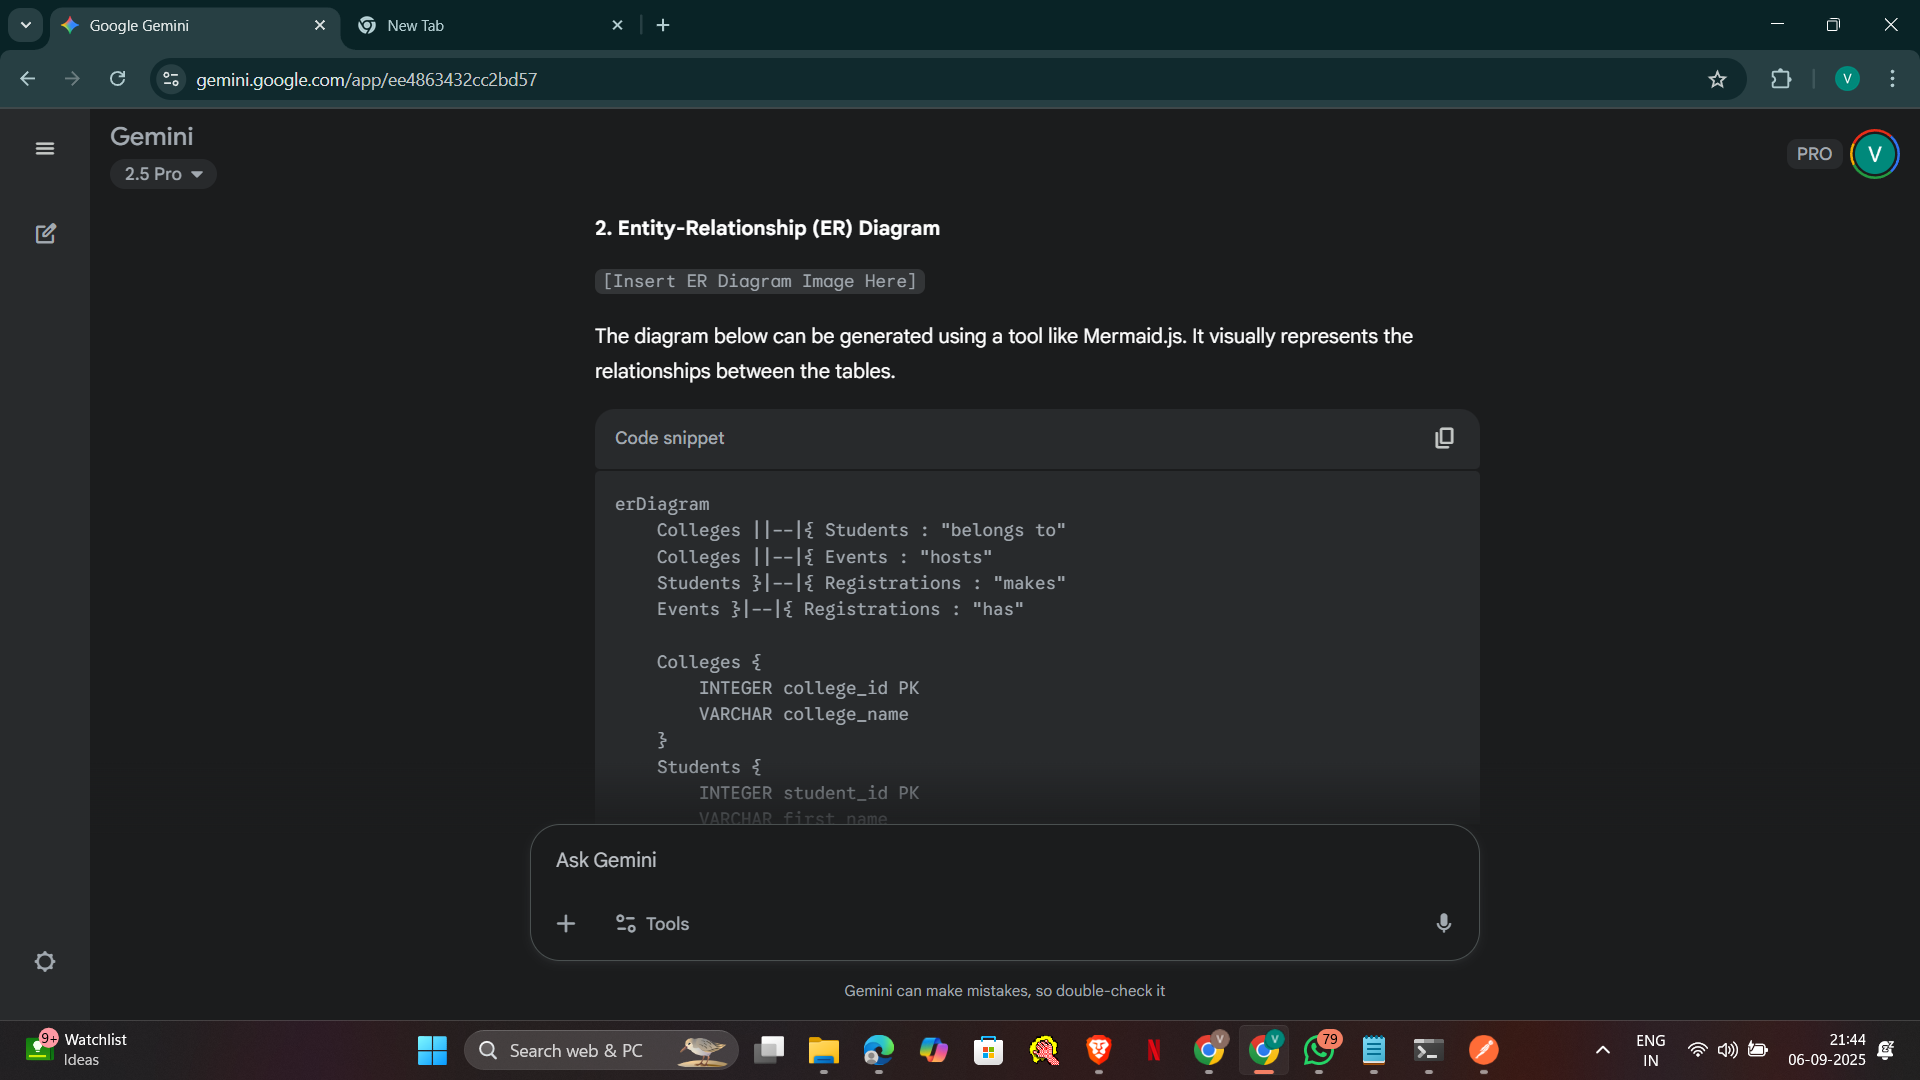 Google Gemini
New Tab
gemini.google.com/app/ee4863432cc2bd57
V
Gemini
2.5 Pro
PRO
V
2. Entity-Relationship (ER) Diagram
[Insert ER Diagram Image Here]
The diagram below can be generated using a tool like Mermaid.js. It visually represents the
relationships between the tables.
Code snippet
erDiagram
Colleges ||--|{ Students : "belongs to"
Colleges ||--|{ Events : "hosts"
Students }|--|{ Registrations : "makes"
Events }|--|{ Registrations : "has"
Colleges {
INTEGER college_id PK
VARCHAR college_name
}
Students {
INTEGER student_id PK
VARCHAR first_name
Ask Gemini
Tools
Gemini can make mistakes, so double-check it
9+
Watchlist
Ideas
Search web & PC
N
V
V
79
ENG
IN
21:44
06-09-2025